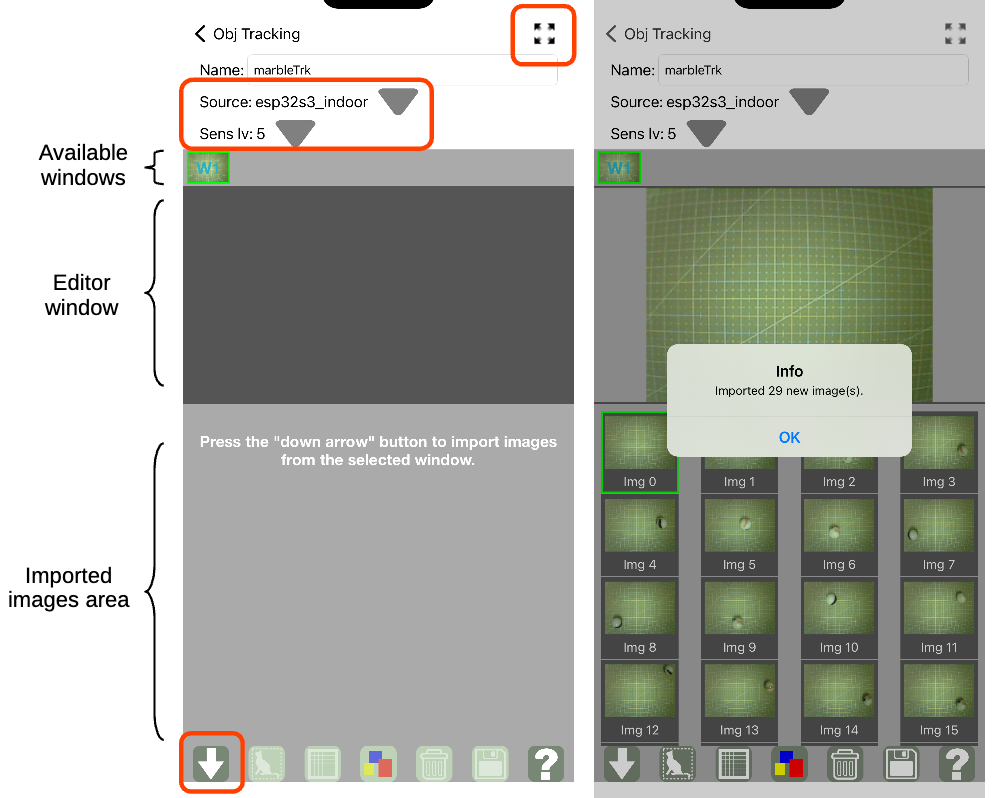 Obj Tracking
Name: marbleTrk
Source: esp32s3_indoor
Sens lv: 5
Available
windows
W1
Editor
window
Press the "down arrow" button to import images
from the selected window.
Imported
images area
?
Obj Tracking
Name: marbleTrk
Source: esp32s3_indoor
Sens lv: 5
W1
Info
Imported 29 new image(s).
OK
Img 0
Img 1
Img 2
Img 3
Img 4
Img 5
Img 6
Img 7
Img 8
Img 9
Img 10
Img 11
Img 12
Img 13
Img 14
Img 15
?